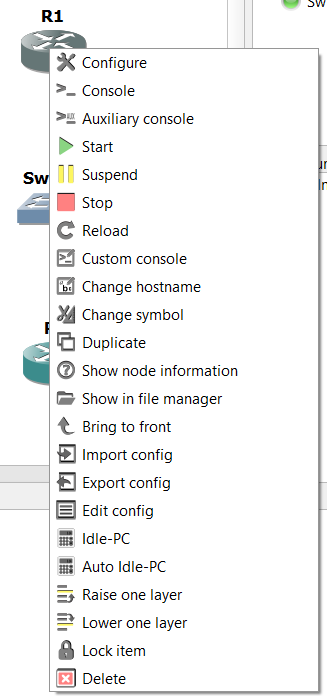 R1
Sw
Configure
Console
Auxiliary console
Start
Suspend
Sw
Stop
Reload
Custom console
Change hostname
Change symbol
Duplicate
Show node information
Show in file manager
Bring to front
Import config
Export config
Edit config
Idle-PC
Auto Idle-PC
Raise one layer
Lower one layer
Lock item
Delete